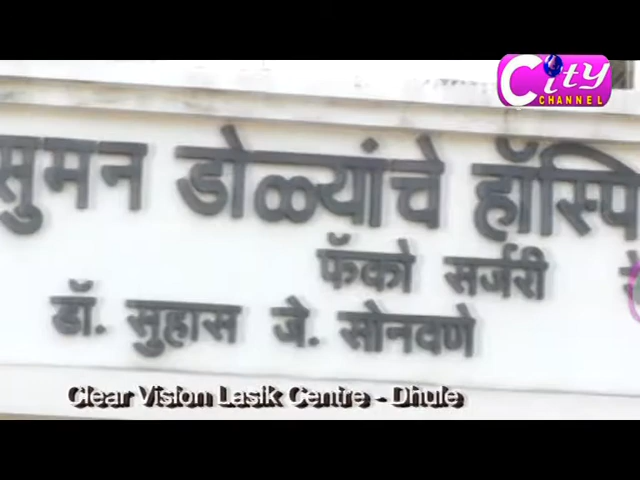 City
CHANNEL
सुमन डोळ्यांचे हॉस्पि
फॅको सर्जरी
डॉ. सुहास जे. सोनवणे
Clear Vision Lasik Centre - Dhule